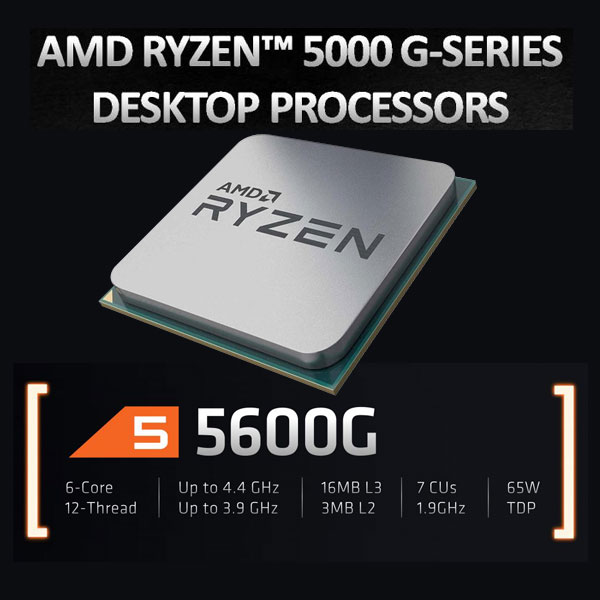 AMD RYZEN™ 5000 G-SERIES
DESKTOP PROCESSORS
AMD
RYZEN
5 5600G
6-Core Up to 4.4 GHz 16MB L3 7 CUs 65W
12-Thread Up to 3.9 GHz 3MB L2 1.9GHz TDP